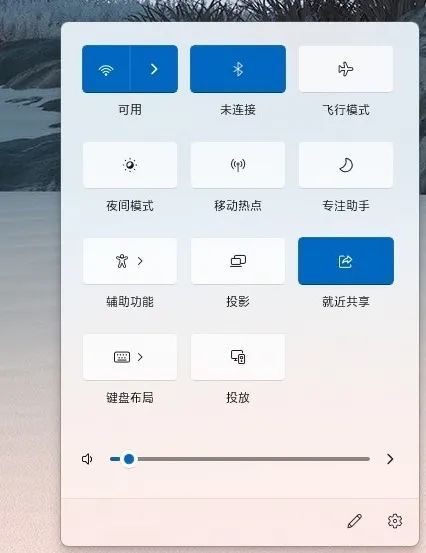 可用
未连接
飞行模式
夜间模式
移动热点
专注助手
辅助功能
投影
就近共享
键盘布局
投放